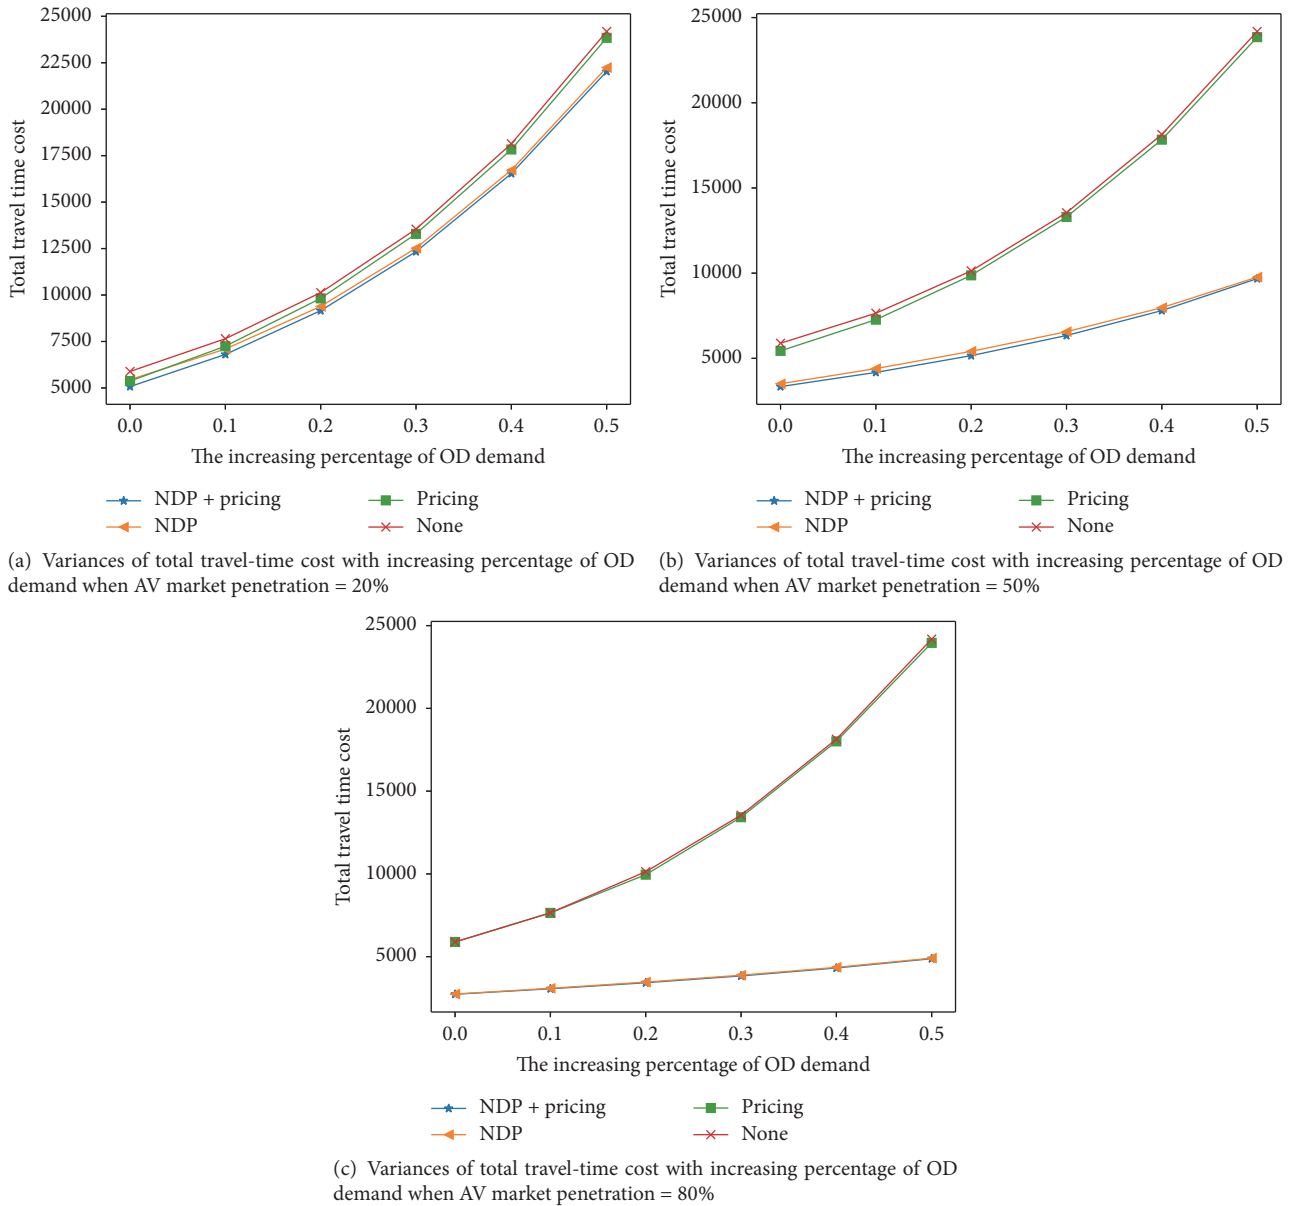 25000
22500
20000
17500
15000
12500
10000
7500
5000
Total travel time cost
0.0 0.1 0.2 0.3 0.4 0.5
The increasing percentage of OD demand
NDP + pricing Pricing
NDP None
(a) Variances of total travel-time cost with increasing percentage of OD
demand when AV market penetration = 20%
25000
20000
15000
10000
5000
Total travel time cost
0.0 0.1 0.2 0.3 0.4 0.5
The increasing percentage of OD demand
NDP + pricing Pricing
NDP None
(b) Variances of total travel-time cost with increasing percentage of OD
demand when AV market penetration = 50%
25000
20000
15000
10000
5000
Total travel time cost
0.0 0.1 0.2 0.3 0.4 0.5
The increasing percentage of OD demand
NDP + pricing Pricing
NDP None
(c) Variances of total travel-time cost with increasing percentage of OD
demand when AV market penetration = 80%